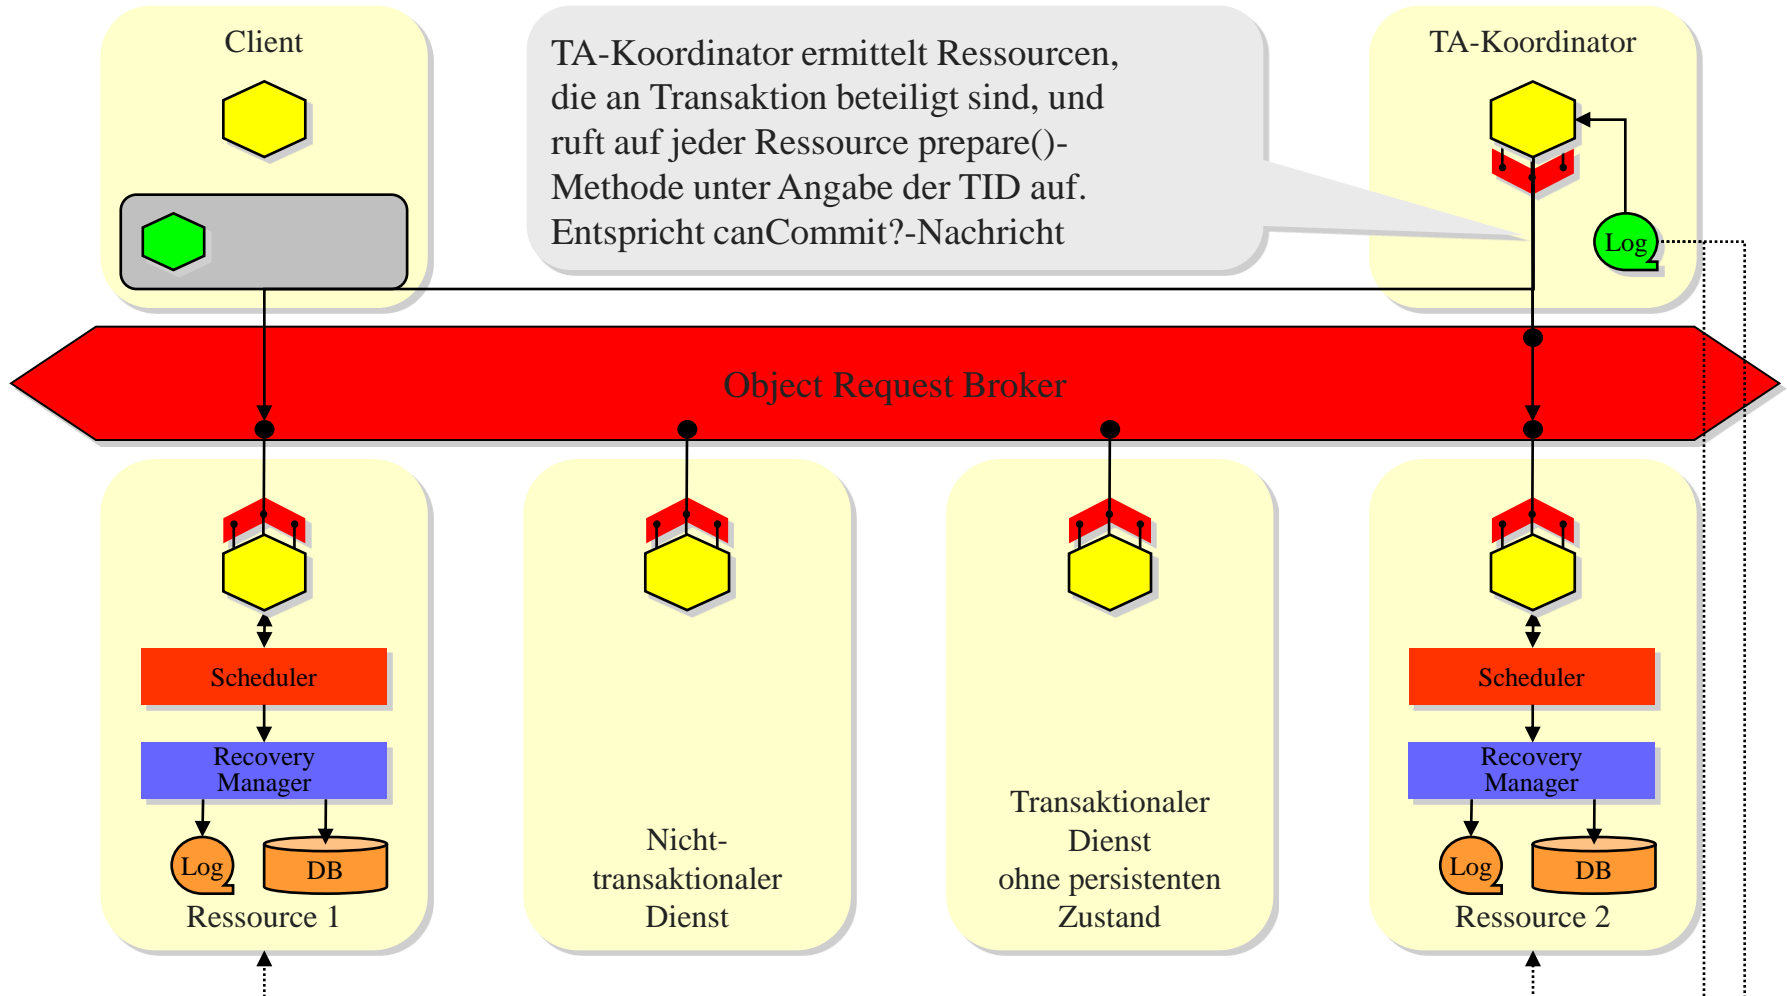 Client
TA-Koordinator ermittelt Ressourcen,
die an Transaktion beteiligt sind, und
ruft auf jeder Ressource prepare()-
Methode unter Angabe der TID auf.
Entspricht canCommit?-Nachricht
TA-Koordinator
Log
Object Request Broker
Scheduler
Recovery
Manager
Log
DB
Ressource 1
Nicht-
transaktionaler
Dienst
Transaktionaler
Dienst
ohne persistenten
Zustand
Scheduler
Recovery
Manager
Log
DB
Ressource 2